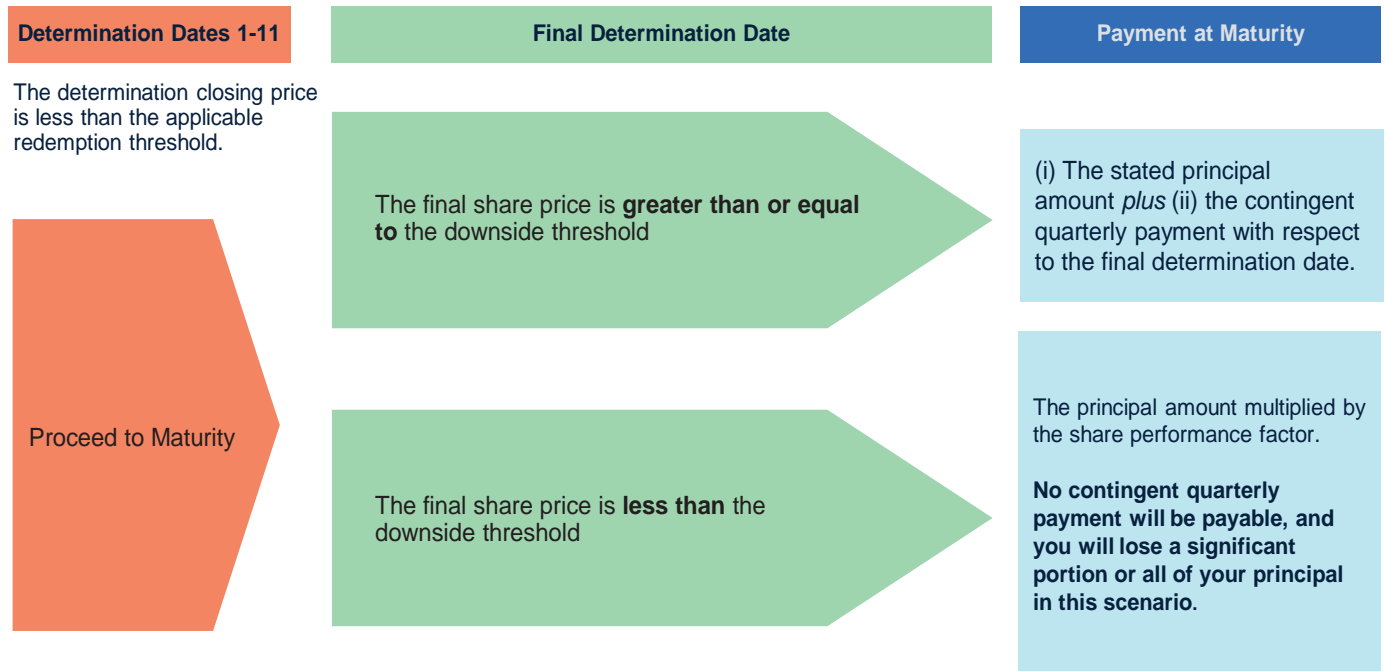 Determination Dates 1-11
Final Determination Date
Payment at Maturity
The determination closing price
is less than the applicable
redemption threshold.
Proceed to Maturity
The final share price is greater than or equal
to the downside threshold
(i) The stated principal
amount plus (ii) the contingent
quarterly payment with respect
to the final determination date.
The final share price is less than the
downside threshold
The principal amount multiplied by
the share performance factor.
No contingent quarterly
payment will be payable, and
you will lose a significant
portion or all of your principal
in this scenario.